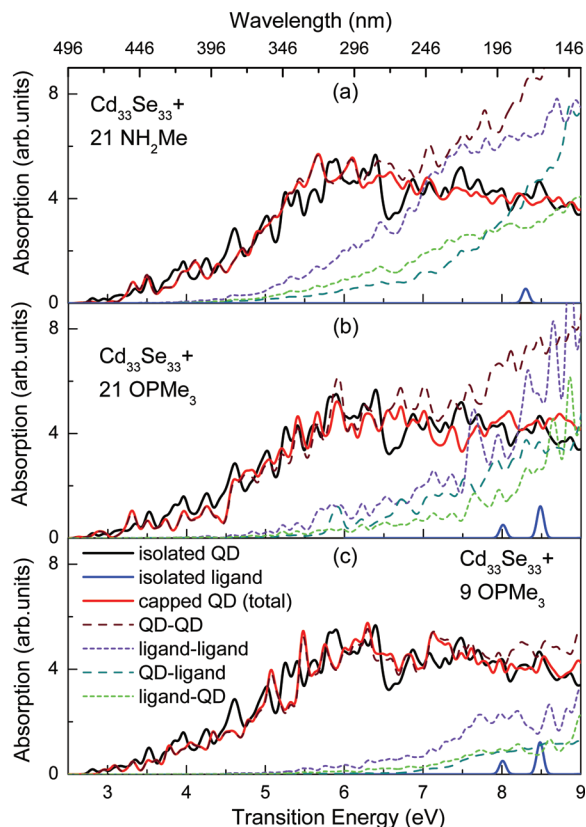 Wavelength (nm)
496 446 396 346 296 246 196 146
Absorption (arb.units)
8
4
0
(a)
Cd₃₃Se₃₃+
21 NH₂Me
Absorption (arb.units)
8
4
0
(b)
Cd₃₃Se₃₃+
21 OPMe₃
Absorption (arb.units)
8
4
0
(c)
Cd₃₃Se₃₃+
9 OPMe₃
isolated QD
isolated ligand
capped QD (total)
QD-QD
ligand-ligand
QD-ligand
ligand-QD
3 4 5 6 7 8 9
Transition Energy (eV)